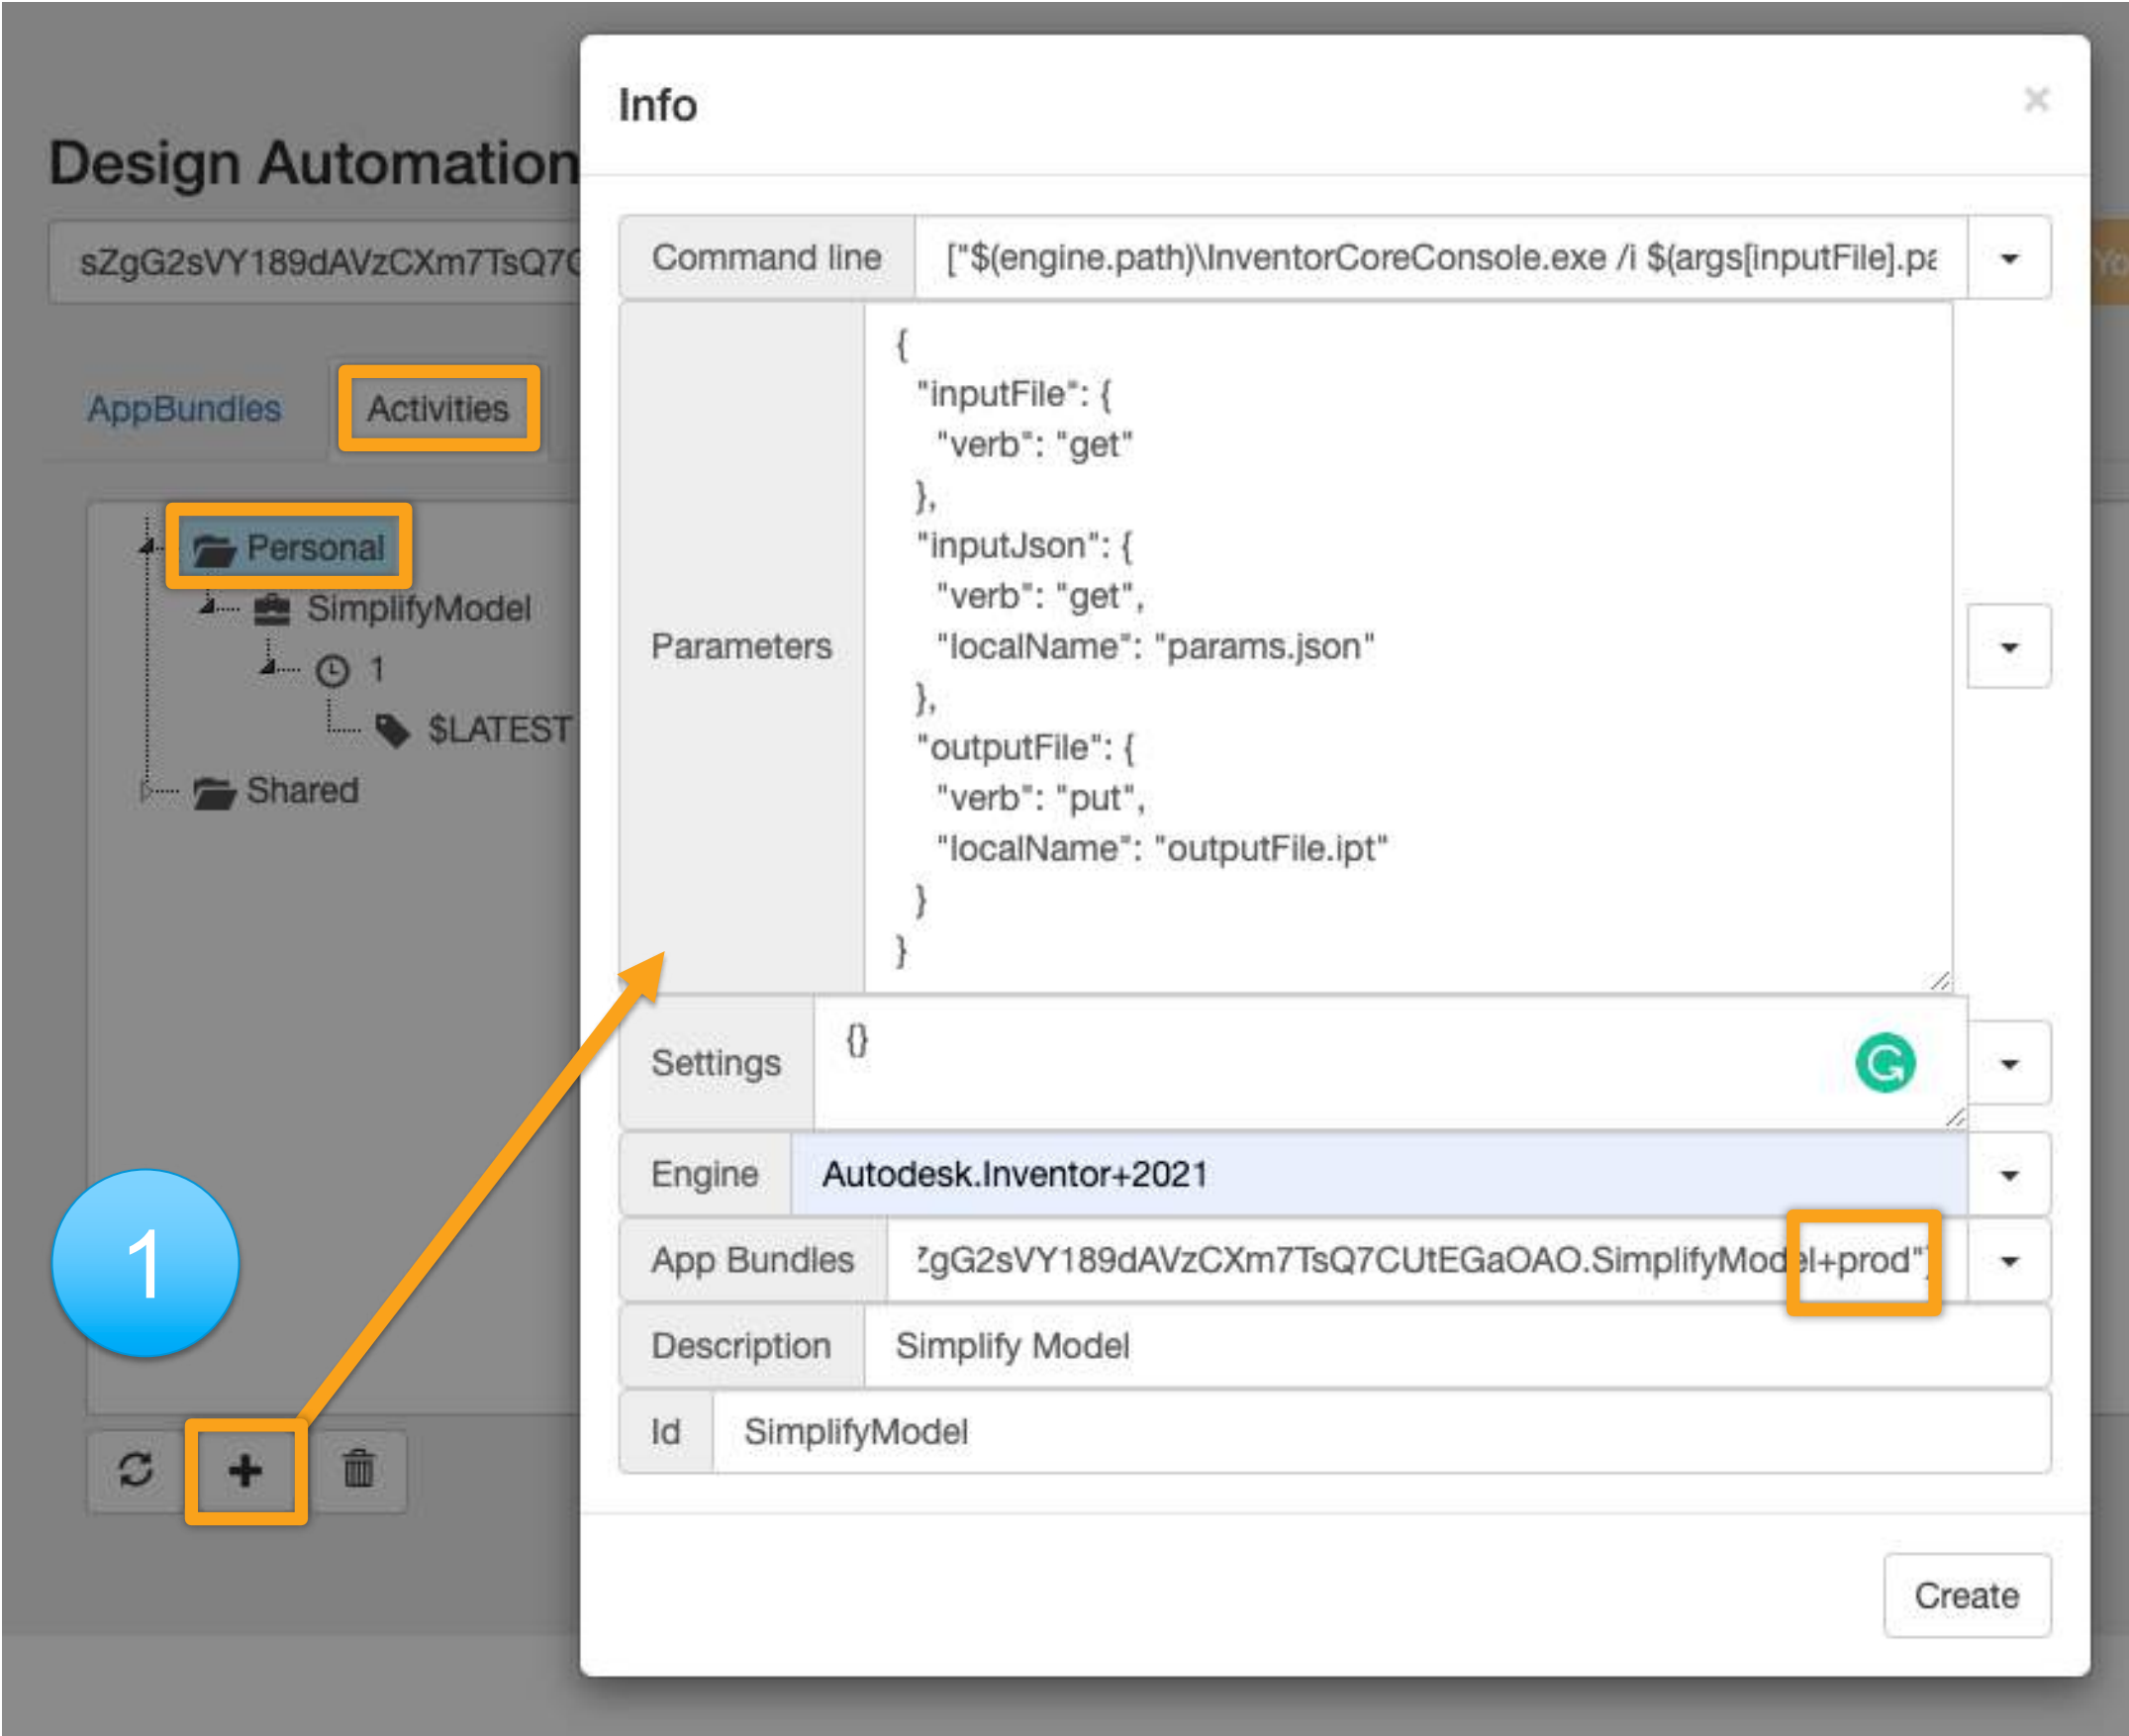 Design Automation
sZgG2sVY189dAVzCXm7TsQ7
AppBundles
Activities
Personal
SimplifyModel
1
$LATEST
Shared
1
Info
×
Command line
["$(engine.path)\InventorCoreConsole.exe /i $(args[inputFile].pa
Parameters
{
"inputFile": {
"verb": "get"
},
"inputJson": {
"verb": "get",
"localName": "params.json"
},
"outputFile": {
"verb": "put",
"localName": "outputFile.ipt"
}
}
Settings
{}
Engine
Autodesk.Inventor+2021
App Bundles
ZgG2sVY189dAVzCXm7TsQ7CUtEGaOAO.SimplifyModel+prod"]
Description
Simplify Model
Id
SimplifyModel
Create